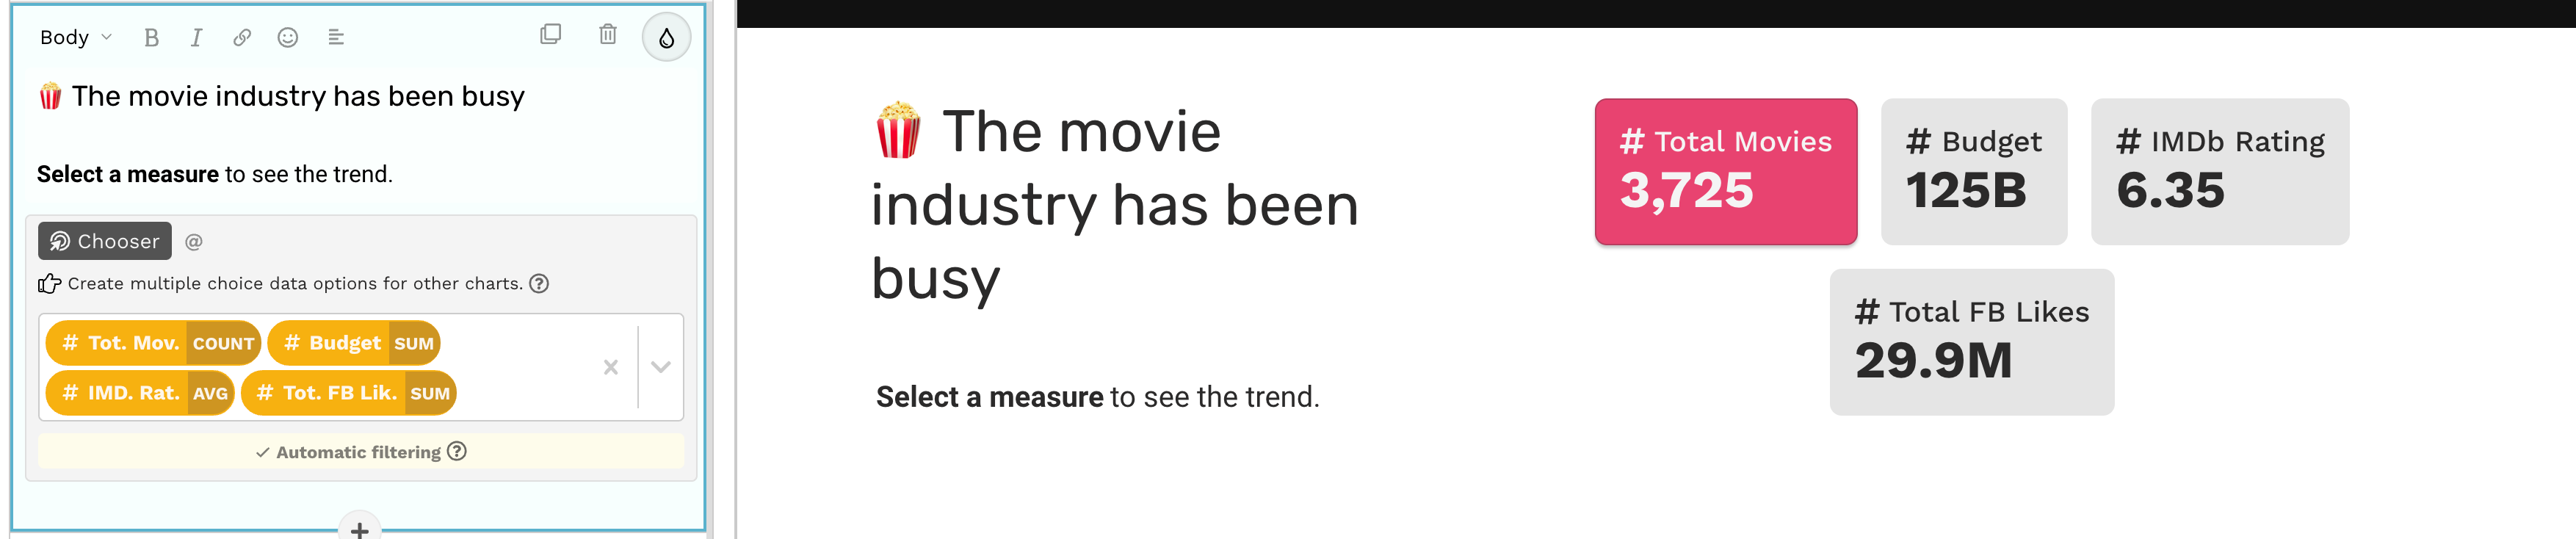 Body B I
🍿 The movie industry has been busy
Select a measure to see the trend.
Chooser @
Create multiple choice data options for other charts. ?
# Tot. Mov. COUNT # Budget SUM
# IMD. Rat. AVG # Tot. FB Lik. SUM
✓ Automatic filtering ?
+
🍿 The movie
industry has been
busy
Select a measure to see the trend.
# Total Movies
3,725
# Budget
125B
# IMDb Rating
6.35
# Total FB Likes
29.9M